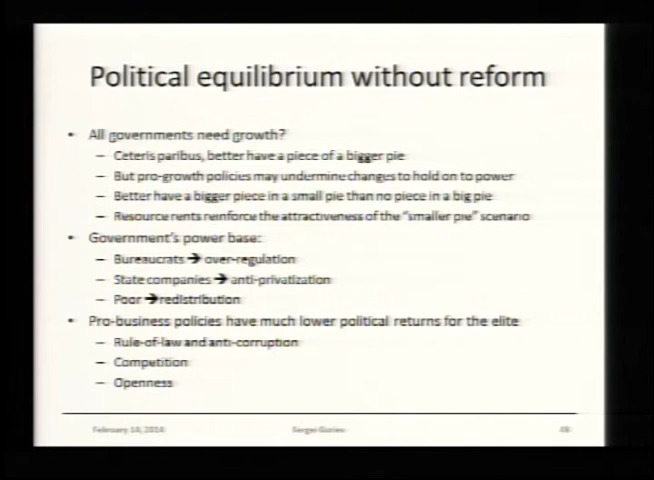 Political equilibrium without reform
• All governments need growth?
– Ceteris paribus, better have a piece of a bigger pie
– But pro-growth policies may undermine changes to hold on to power
– Better have a bigger piece in a small pie than no piece in a big pie
– Resource rents reinforce the attractiveness of the "smaller pie" scenario
• Government's power base:
– Bureaucrats → over-regulation
– State companies → anti-privatization
– Poor → redistribution
• Pro-business policies have much lower political returns for the elite
– Rule-of-law and anti-corruption
– Competition
– Openness
February
Sergei Guriev